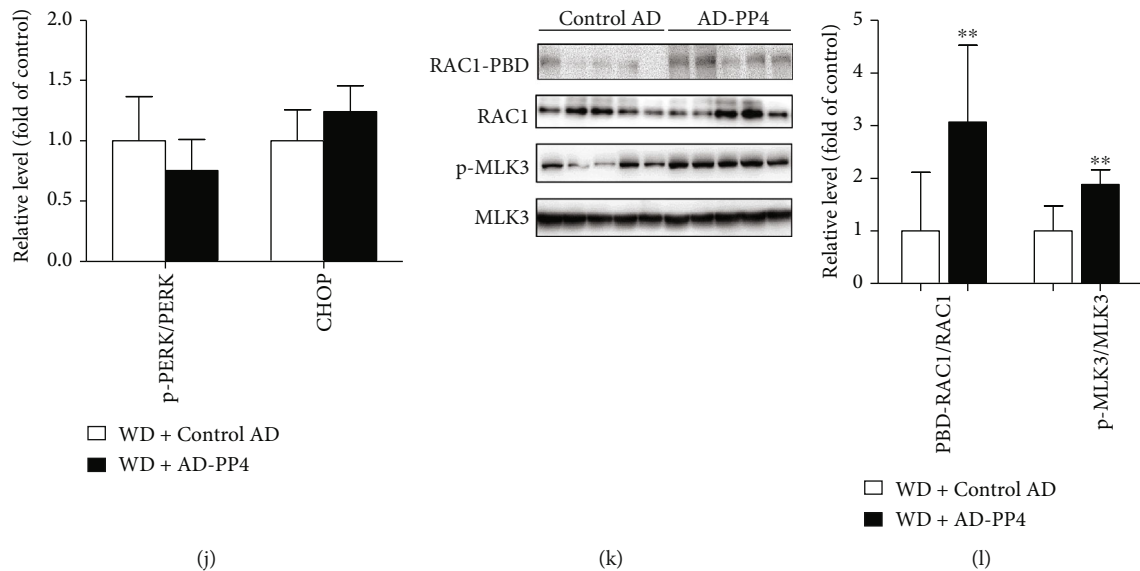 Relative level (fold of control)
2.0
1.5
1.0
0.5
0.0
p-PERK/PERK
CHOP
WD + Control AD
WD + AD-PP4
(j)
Control AD
AD-PP4
RAC1-PBD
RAC1
p-MLK3
MLK3
(k)
Relative level (fold of control)
5
4
3
2
1
0
**
**
PBD-RAC1/RAC1
p-MLK3/MLK3
WD + Control AD
WD + AD-PP4
(l)